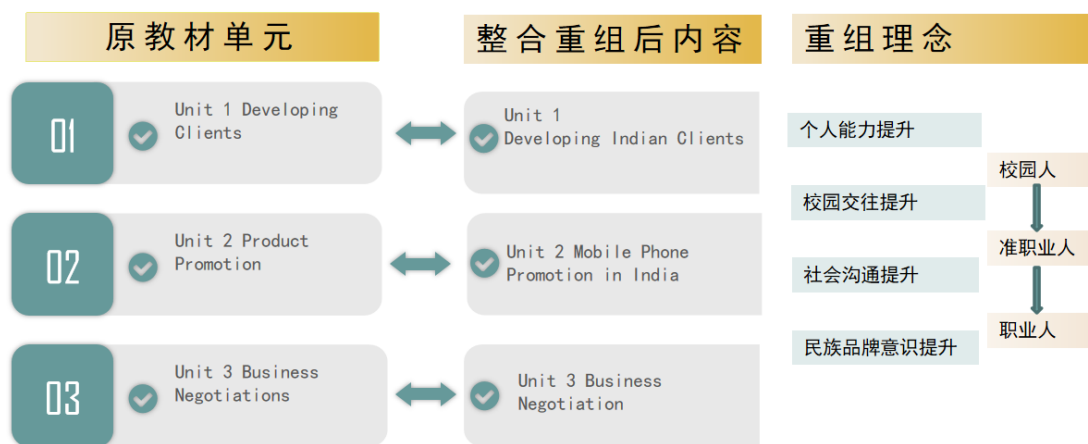 原教材单元
整合重组后内容
重组理念
01
Unit 1 Developing
Clients
Unit 1
Developing Indian Clients
02
Unit 2 Product
Promotion
Unit 2 Mobile Phone
Promotion in India
03
Unit 3 Business
Negotiations
Unit 3 Business
Negotiation
个人能力提升
校园交往提升
社会沟通提升
民族品牌意识提升
校园人
准职业人
职业人